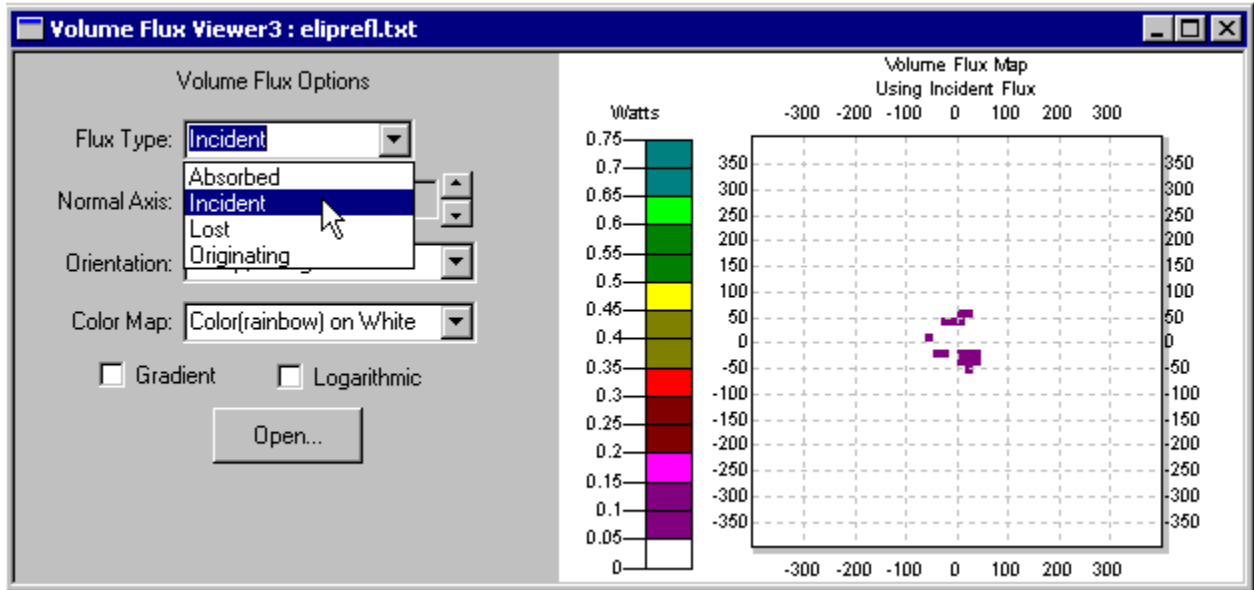 Volume Flux Viewer3 : eliprefl.txt
Volume Flux Options
Flux Type: Incident
Absorbed
Incident
Lost
Originating
Normal Axis:
Orientation:
Color Map: Color(rainbow) on White
Gradient
Logarithmic
Open...
Volume Flux Map
Using Incident Flux
Watts
0.75
0.7
0.65
0.6
0.55
0.5
0.45
0.4
0.35
0.3
0.25
0.2
0.15
0.1
0.05
0
-300 -200 -100 0 100 200 300
350 350
300 300
250 250
200 200
150 150
100 100
50 50
0 0
-50 -50
-100 -100
-150 -150
-200 -200
-250 -250
-300 -300
-350 -350
-300 -200 -100 0 100 200 300